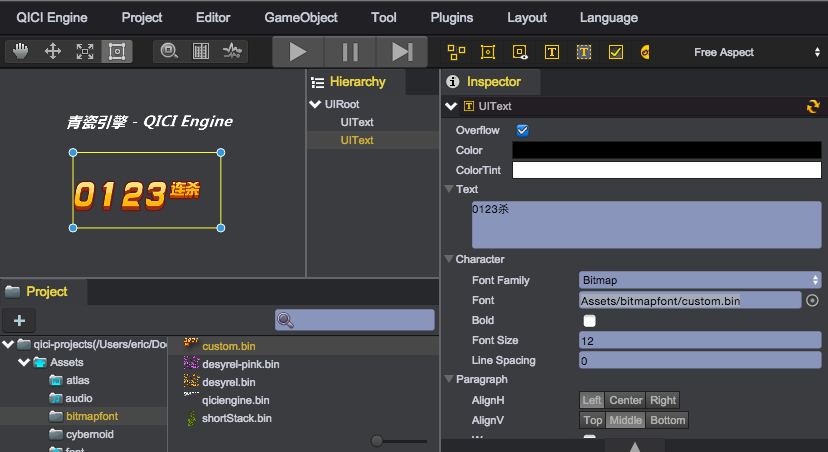 QICI Engine Project Editor GameObject Tool Plugins Layout Language
Free Aspect
青瓷引擎 - QICI Engine
0123连杀
Hierarchy
UIRoot
UIText
UIText
Inspector
UIText
Overflow
Color
ColorTint
Text
0123杀
Character
Font Family Bitmap
Font Assets/bitmapfont/custom.bin
Bold
Font Size 12
Line Spacing 0
Paragraph
AlignH Left Center Right
AlignV Top Middle Bottom
Project
qici-projects(/Users/eric/Do
Assets
atlas
audio
bitmapfont
cybernoid
custom.bin
desyrel-pink.bin
desyrel.bin
qiciengine.bin
shortStack.bin